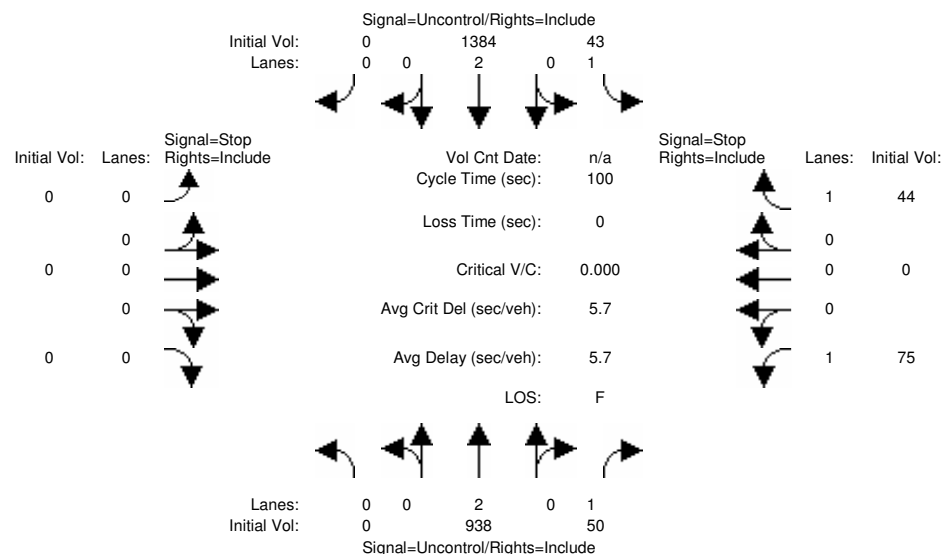 Signal=Uncontrol/Rights=Include
Initial Vol: 0 1384 43
Lanes: 0 0 2 0 1
Signal=Stop Signal=Stop
Initial Vol: Lanes: Rights=Include Vol Cnt Date: n/a Rights=Include Lanes: Initial Vol:
Cycle Time (sec): 100
0 0 1 44
Loss Time (sec): 0
0 0
0 0 Critical V/C: 0.000 0 0
0 Avg Crit Del (sec/veh): 5.7 0
0 0 Avg Delay (sec/veh): 5.7 1 75
LOS: F
Lanes: 0 0 2 0 1
Initial Vol: 0 938 50
Signal=Uncontrol/Rights=Include